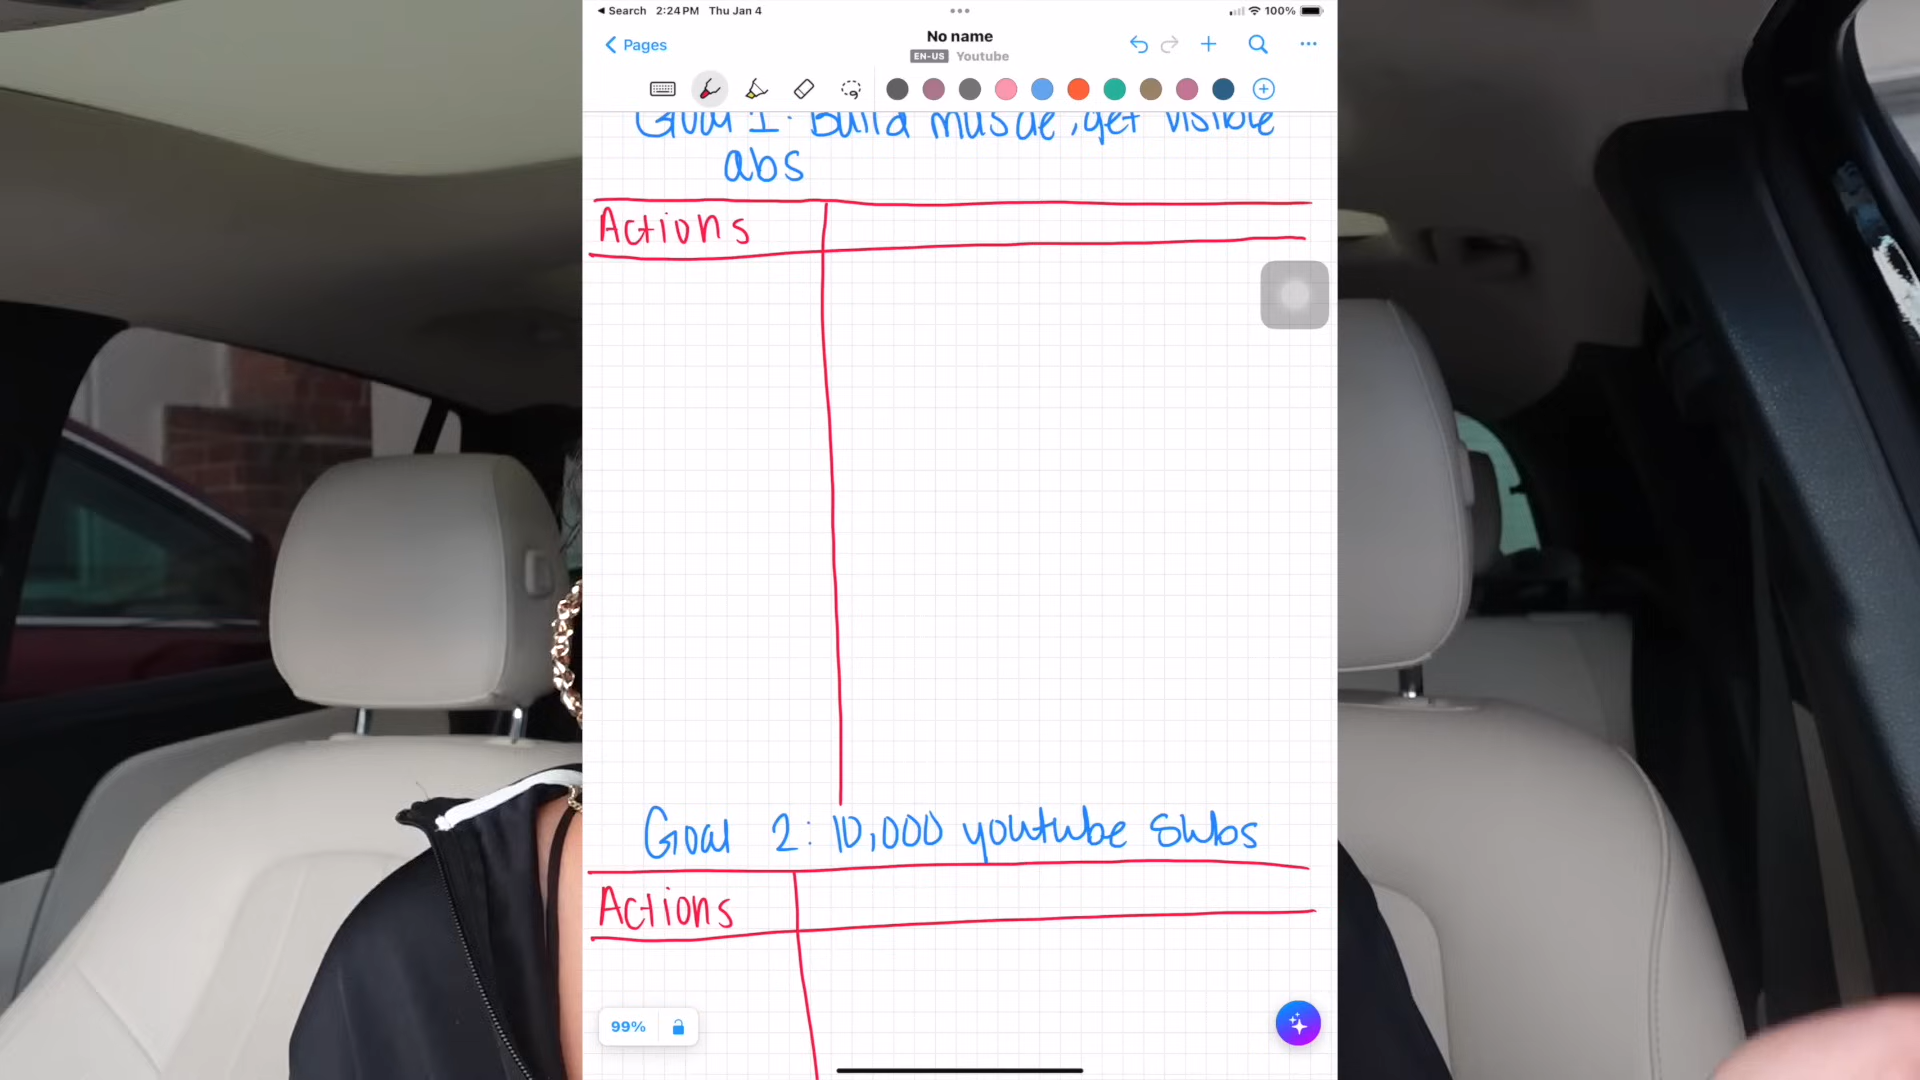 Search 2:24 PM Thu Jan 4 100%
Pages No name
EN-US Youtube
Goal 1: Build muscle, get visible
abs
Actions
Goal 2: 10,000 youtube subs
Actions
99%